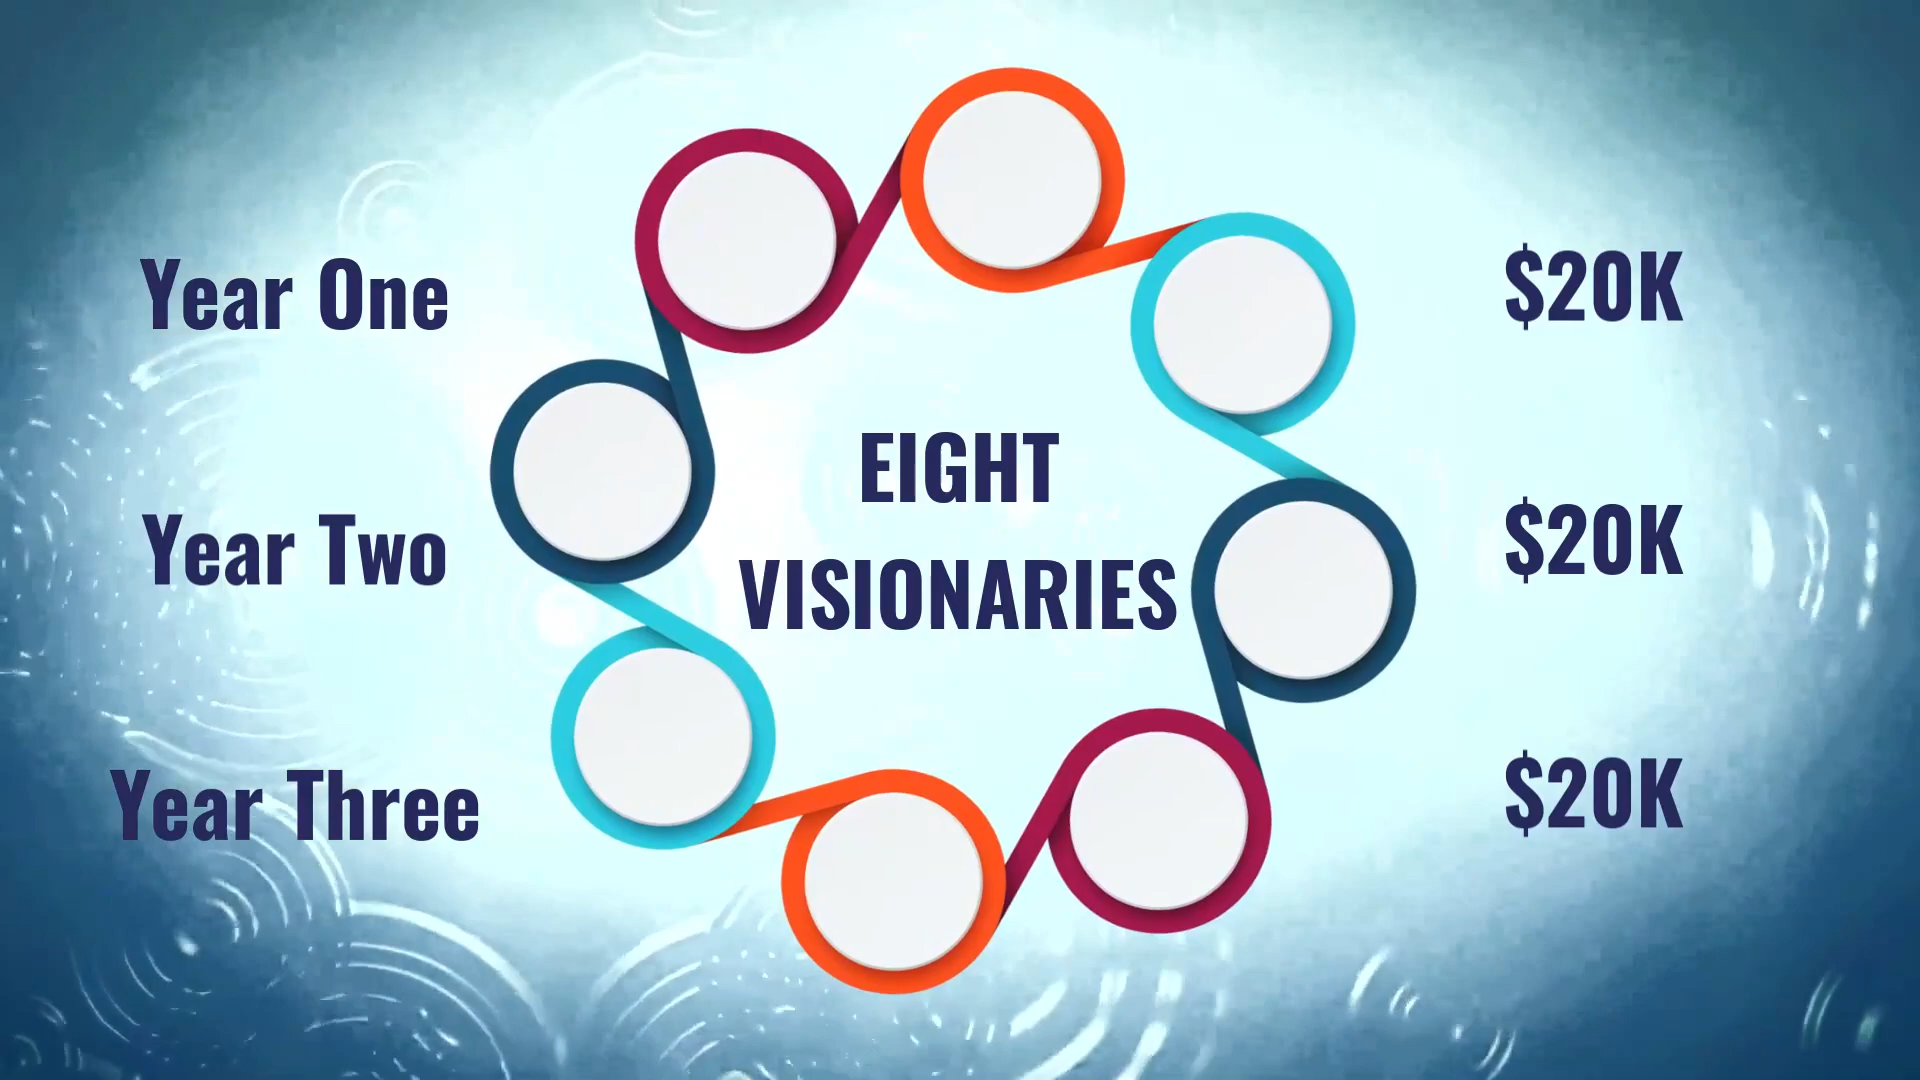 Year One
$20K
EIGHT
VISIONARIES
Year Two
$20K
Year Three
$20K